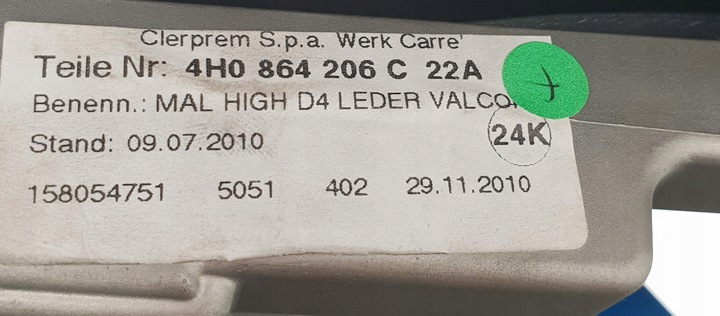 Clerprem S.p.a. Werk Carre'
Teile Nr: 4H0 864 206 C 22A
Benenn.: MAL HIGH D4 LEDER
Stand: 09.07.2010
24K
158054751 5051 402 29.11.2010